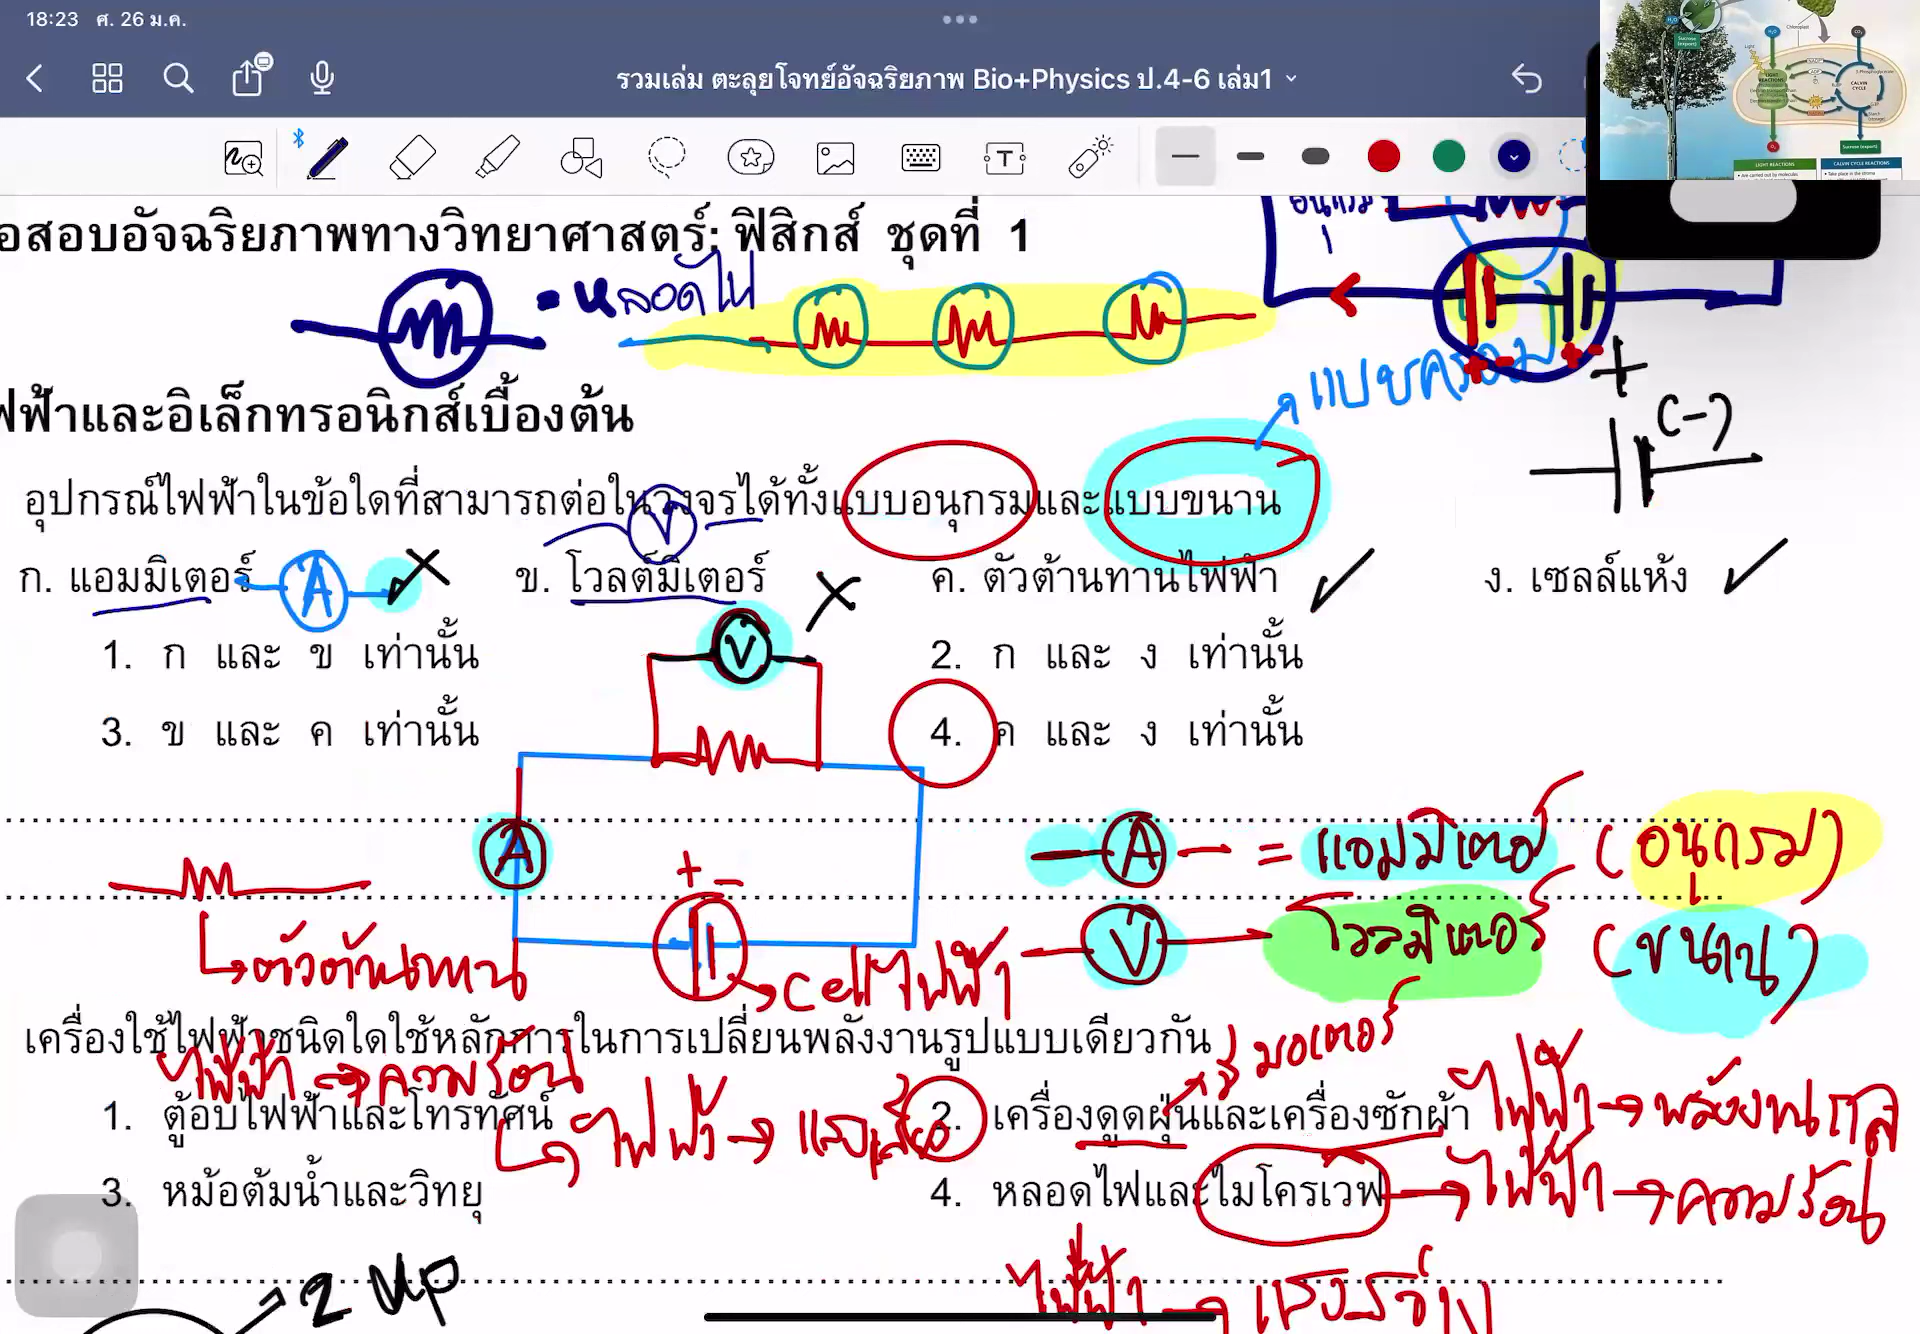 18:23 ศ. 26 ม.ค.
รวมเล่ม ตะลุยโจทย์อัจฉริยภาพ Bio+Physics ป.4-6 เล่ม1
อสอบอัจฉริยภาพทางวิทยาศาสตร์: ฟิสิกส์ ชุดที่ 1
อนุกรม
= หลอดไฟ
+ - + -
แบบคร่อม
+
(-)
ฟฟ้าและอิเล็กทรอนิกส์เบื้องต้น
อุปกรณ์ไฟฟ้าในข้อใดที่สามารถต่อในวงจรได้ทั้งแบบอนุกรมและแบบขนาน
V
ก. แอมมิเตอร์ A ข. โวลต์มิเตอร์ ค. ตัวต้านทานไฟฟ้า ง. เซลล์แห้ง
V
1. ก และ ข เท่านั้น 2. ก และ ง เท่านั้น
3. ข และ ค เท่านั้น 4. ค และ ง เท่านั้น
A
A = แอมมิเตอร์ (อนุกรม)
+ -
V โวลมิเตอร์ (ขนาน)
ตัวต้านทาน
Cellไฟฟ้า
เครื่องใช้ไฟฟ้าชนิดใดใช้หลักการในการเปลี่ยนพลังงานรูปแบบเดียวกัน
มอเตอร์
ไฟฟ้า → ความร้อน
1. ตู้อบไฟฟ้าและโทรทัศน์ 2. เครื่องดูดฝุ่นและเครื่องซักผ้า ไฟฟ้า → พลังงานกล
ไฟฟ้า →
3. หม้อต้มน้ำและวิทยุ 4. หลอดไฟและไมโครเวฟ → ไฟฟ้า → ความร้อน
ไฟฟ้า → แสงสว่าง
2